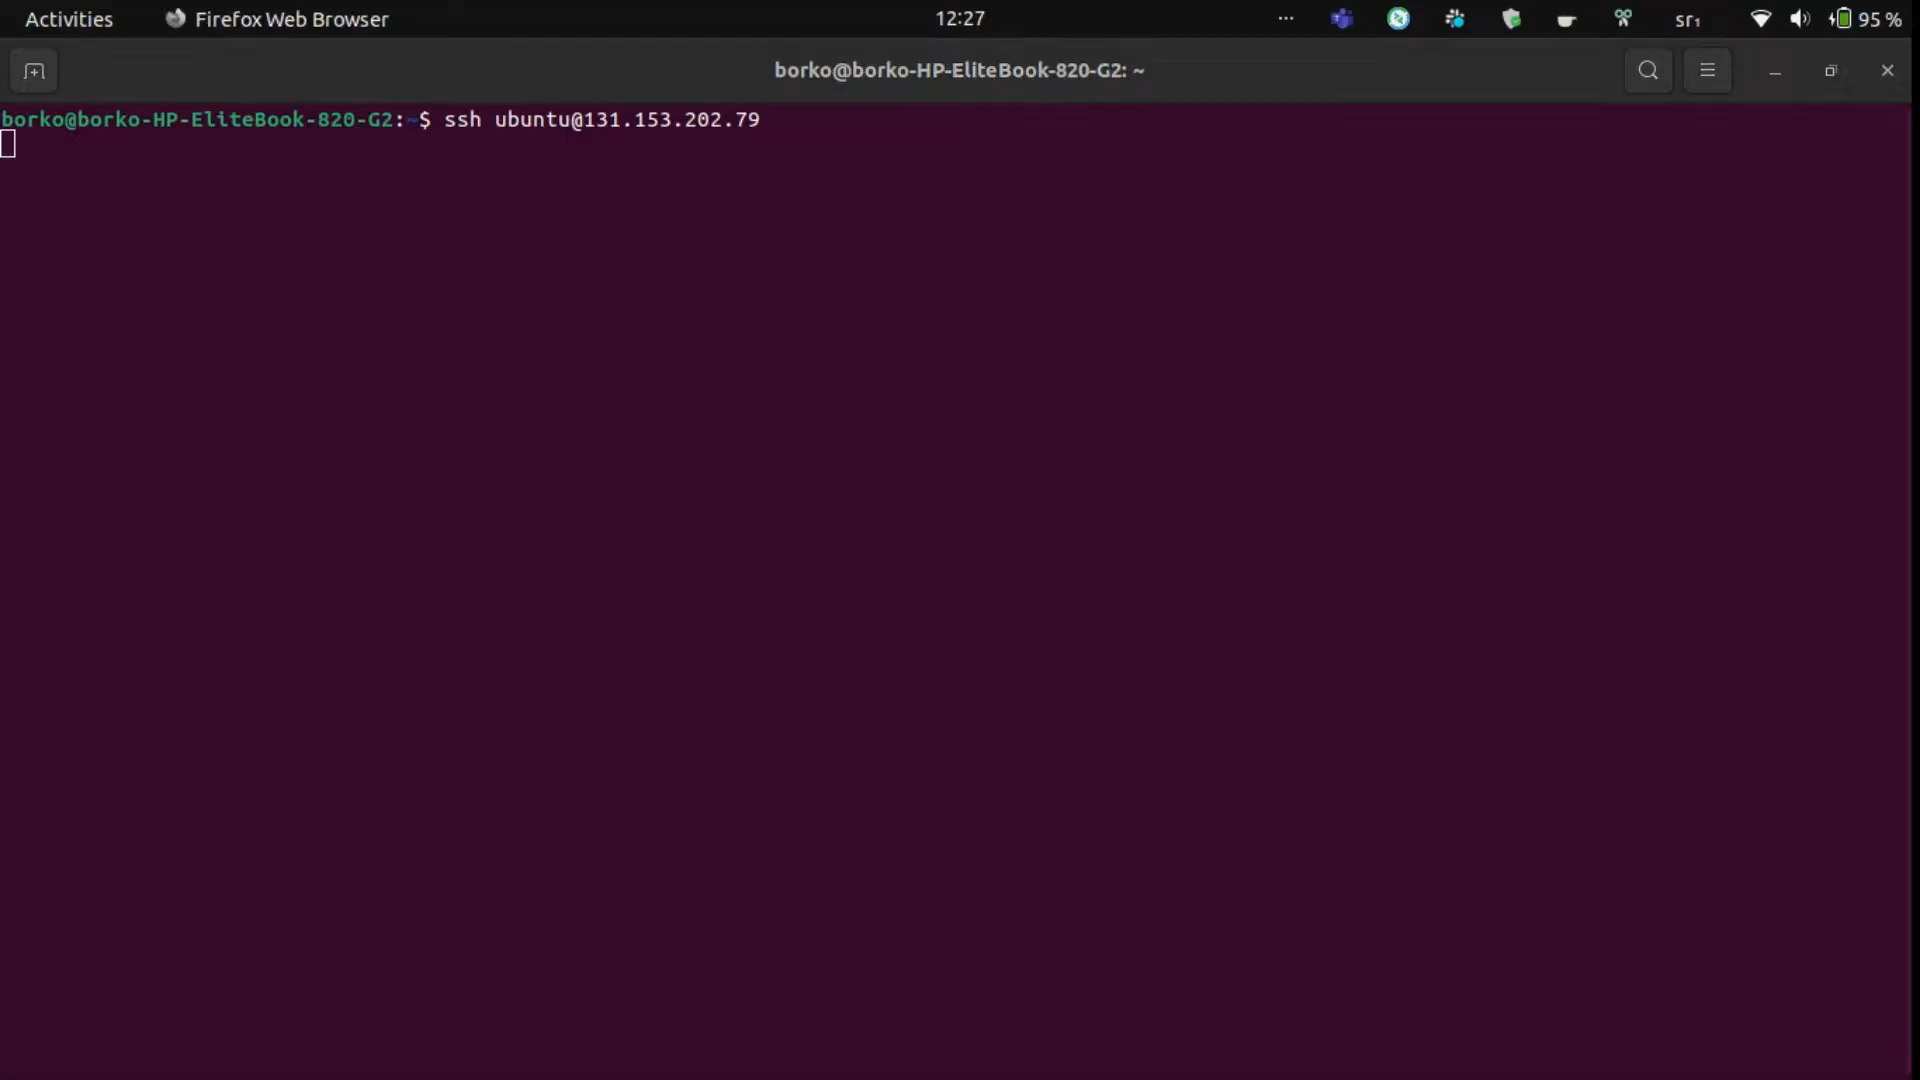 Activities Firefox Web Browser 12:27 ... sr₁ 95 %
borko@borko-HP-EliteBook-820-G2: ~
borko@borko-HP-EliteBook-820-G2:~$ ssh ubuntu@131.153.202.79